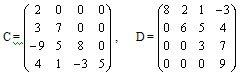 C=(2 0 0 0
3 7 0 0
-9 5 8 0
4 1 -3 5),
D=(8 2 1 -3
0 6 5 4
0 0 3 7
0 0 0 9)